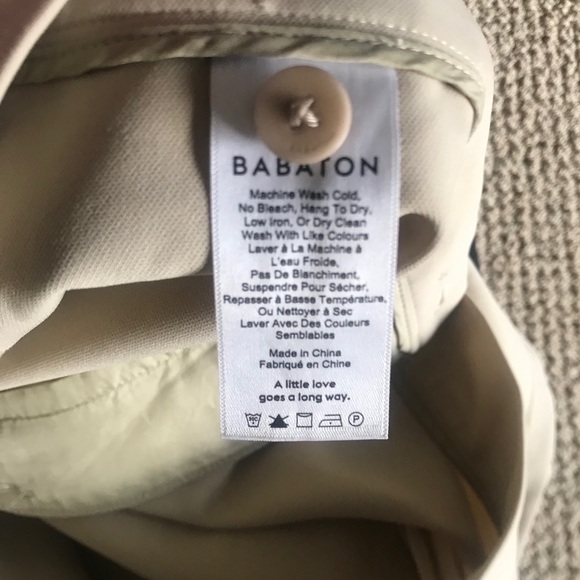 BABATON
Machine Wash Cold,
No Bleach, Hang To Dry,
Low Iron, Or Dry Clean
Wash With Like Colours
Laver à La Machine à
L'eau Froide,
Pas De Blanchiment,
Suspendre Pour Sécher,
Repasser à Basse Température,
Ou Nettoyer à Sec
Laver Avec Des Couleurs
Semblables
Made in China
Fabriqué en Chine
A little love
goes a long way.
P